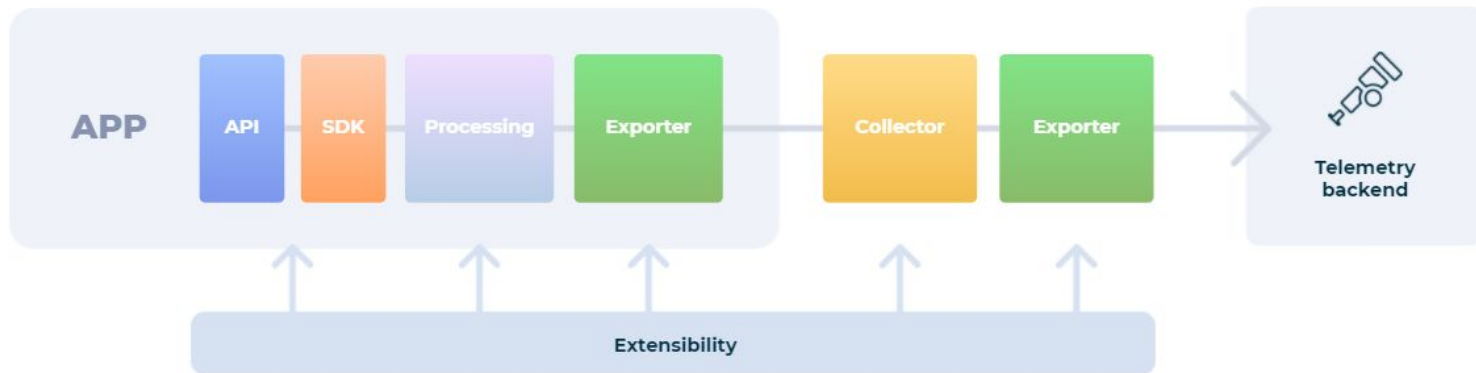 APP
API
SDK
Processing
Exporter
Collector
Exporter
Telemetry
backend
Extensibility